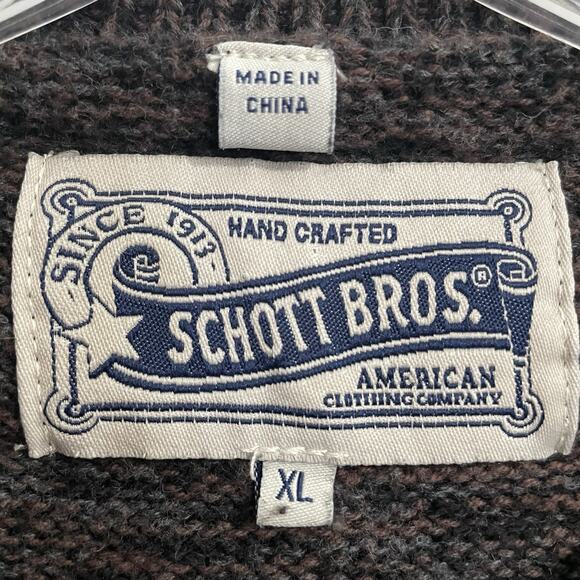 MADE IN
CHINA
SINCE 1913
HAND CRAFTED
SCHOTT BROS.®
AMERICAN
CLOTHING COMPANY
XL